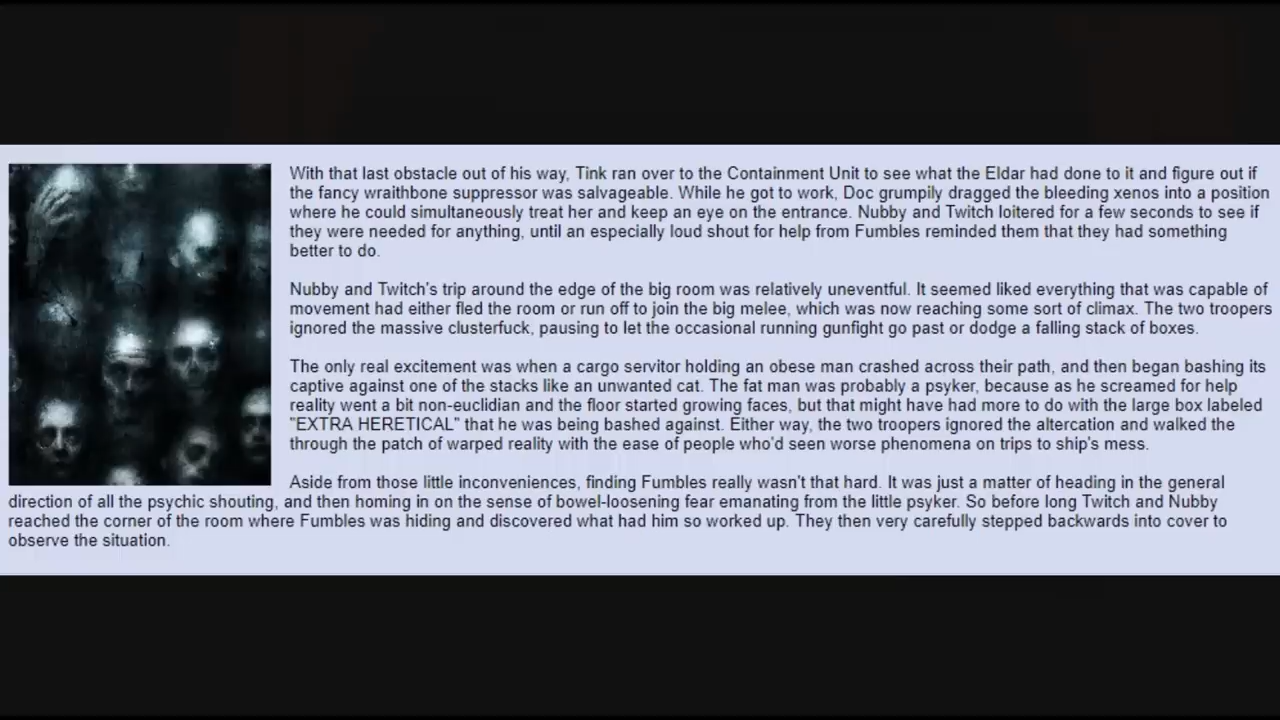 With that last obstacle out of his way, Tink ran over to the Containment Unit to see what the Eldar had done to it and figure out if
the fancy wraithbone suppressor was salvageable. While he got to work, Doc grumpily dragged the bleeding xenos into a position
where he could simultaneously treat her and keep an eye on the entrance. Nubby and Twitch loitered for a few seconds to see if
they were needed for anything, until an especially loud shout for help from Fumbles reminded them that they had something
better to do.
Nubby and Twitch's trip around the edge of the big room was relatively uneventful. It seemed liked everything that was capable of
movement had either fled the room or run off to join the big melee, which was now reaching some sort of climax. The two troopers
ignored the massive clusterfuck, pausing to let the occasional running gunfight go past or dodge a falling stack of boxes.
The only real excitement was when a cargo servitor holding an obese man crashed across their path, and then began bashing its
captive against one of the stacks like an unwanted cat. The fat man was probably a psyker, because as he screamed for help
reality went a bit non-euclidian and the floor started growing faces, but that might have had more to do with the large box labeled
"EXTRA HERETICAL" that he was being bashed against. Either way, the two troopers ignored the altercation and walked the
through the patch of warped reality with the ease of people who'd seen worse phenomena on trips to ship's mess.
Aside from those little inconveniences, finding Fumbles really wasn't that hard. It was just a matter of heading in the general
direction of all the psychic shouting, and then homing in on the sense of bowel-loosening fear emanating from the little psyker. So before long Twitch and Nubby
reached the corner of the room where Fumbles was hiding and discovered what had him so worked up. They then very carefully stepped backwards into cover to
observe the situation.